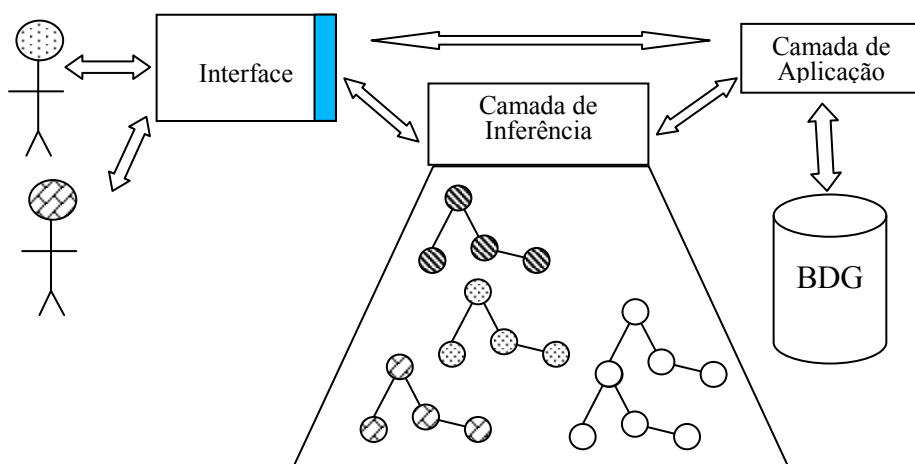 Interface
Camada de
Inferência
Camada de
Aplicação
BDG